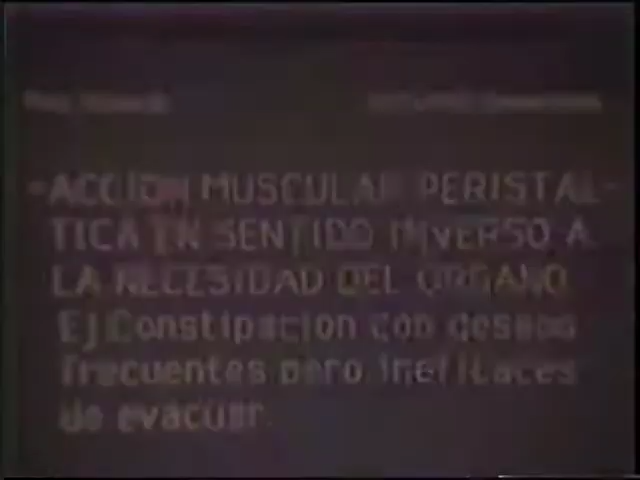 -ACCION MUSCULAR PERISTAL-
TICA EN SENTIDO INVERSO A
LA NECESIDAD DEL ORGANO
Ej Constipacion con deseos
frecuentes pero ineficaces
de evacuar.